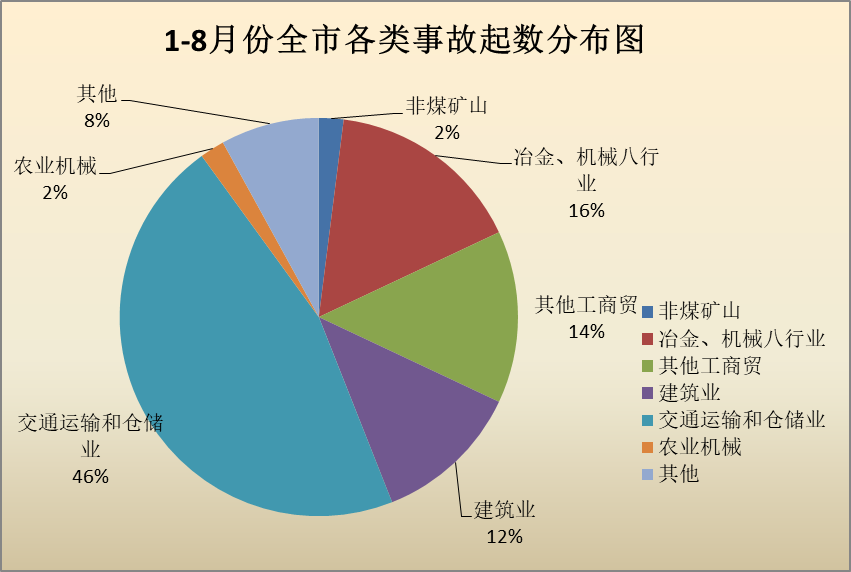 1-8月份全市各类事故起数分布图
其他
8%
非煤矿山
2%
冶金、机械八行
业
16%
农业机械
2%
其他工商贸
14%
交通运输和仓储
业
46%
建筑业
12%
非煤矿山
冶金、机械八行业
其他工商贸
建筑业
交通运输和仓储业
农业机械
其他